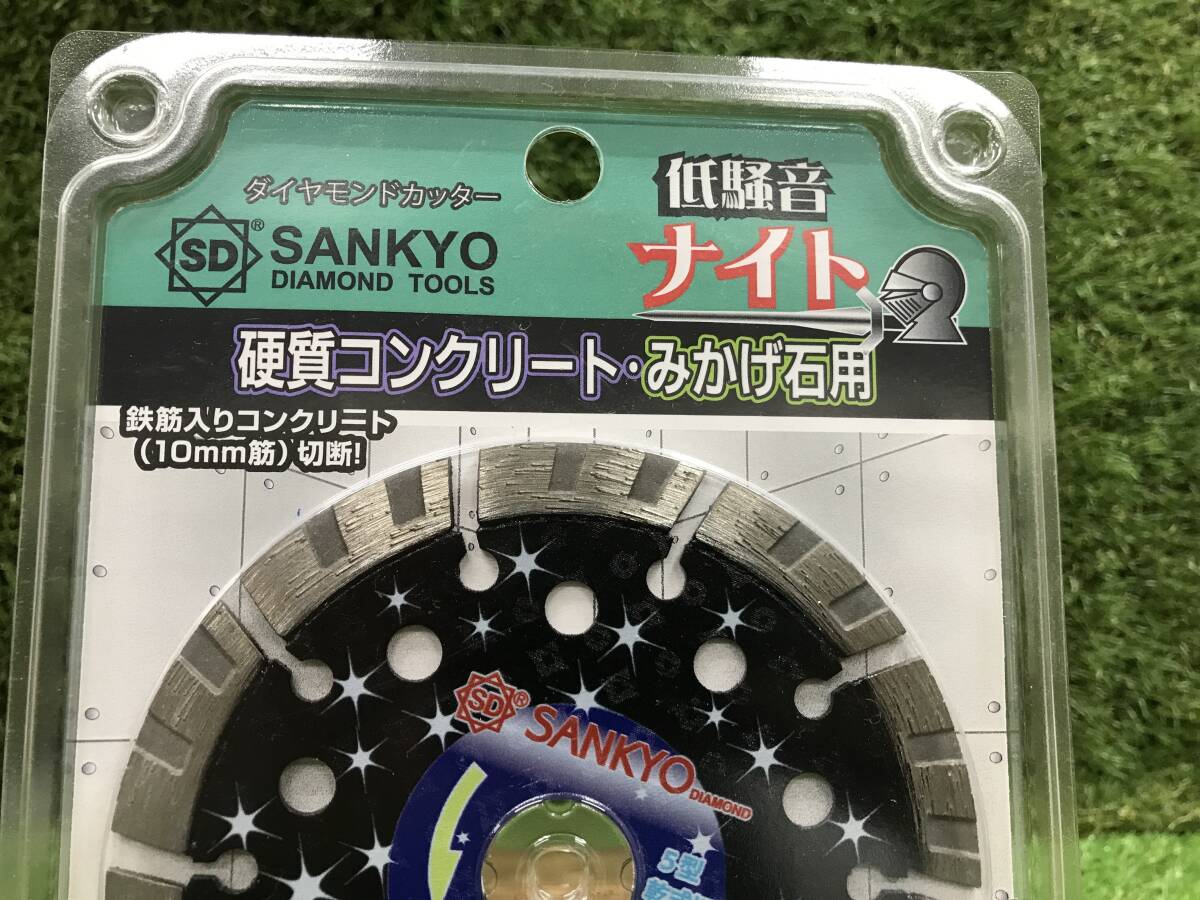 ダイヤモンドカッター
SD®
SANKYO
DIAMOND TOOLS
低騒音
ナイト
硬質コンクリート・みかげ石用
鉄筋入りコンクリート
（10mm筋）切断!
SD®
SANKYO
DIAMOND
5型